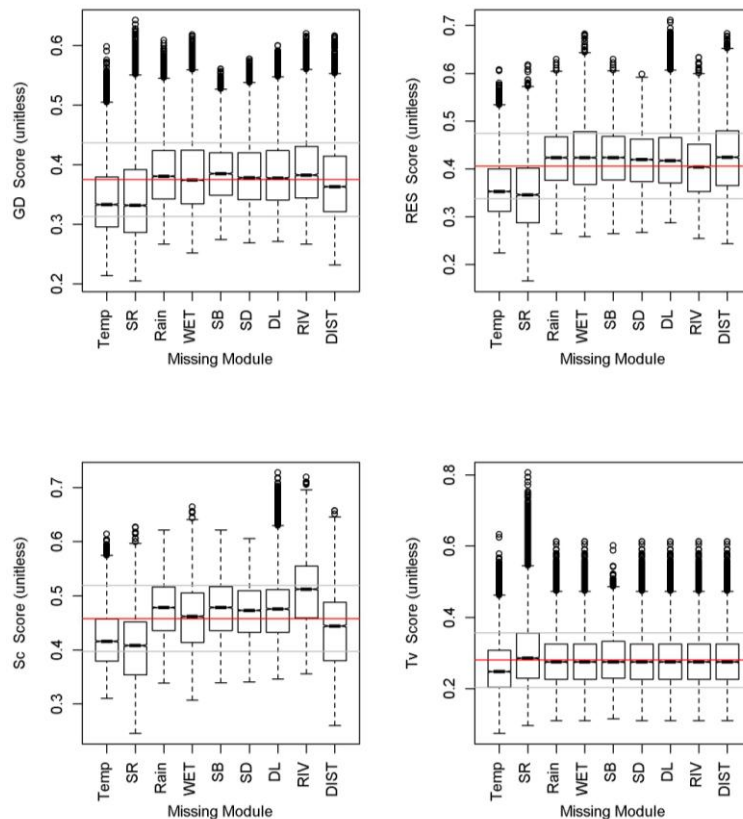 GD Score (unitless)
0.6
0.5
0.4
0.3
0.2
Temp
SR
Rain
WET
SB
SD
DL
RIV
DIST
Missing Module
RES Score (unitless)
0.7
0.6
0.5
0.4
0.3
0.2
Temp
SR
Rain
WET
SB
SD
DL
RIV
DIST
Missing Module
Sc Score (unitless)
0.7
0.6
0.5
0.4
0.3
Temp
SR
Rain
WET
SB
SD
DL
RIV
DIST
Missing Module
Tv Score (unitless)
0.8
0.6
0.4
0.2
Temp
SR
Rain
WET
SB
SD
DL
RIV
DIST
Missing Module